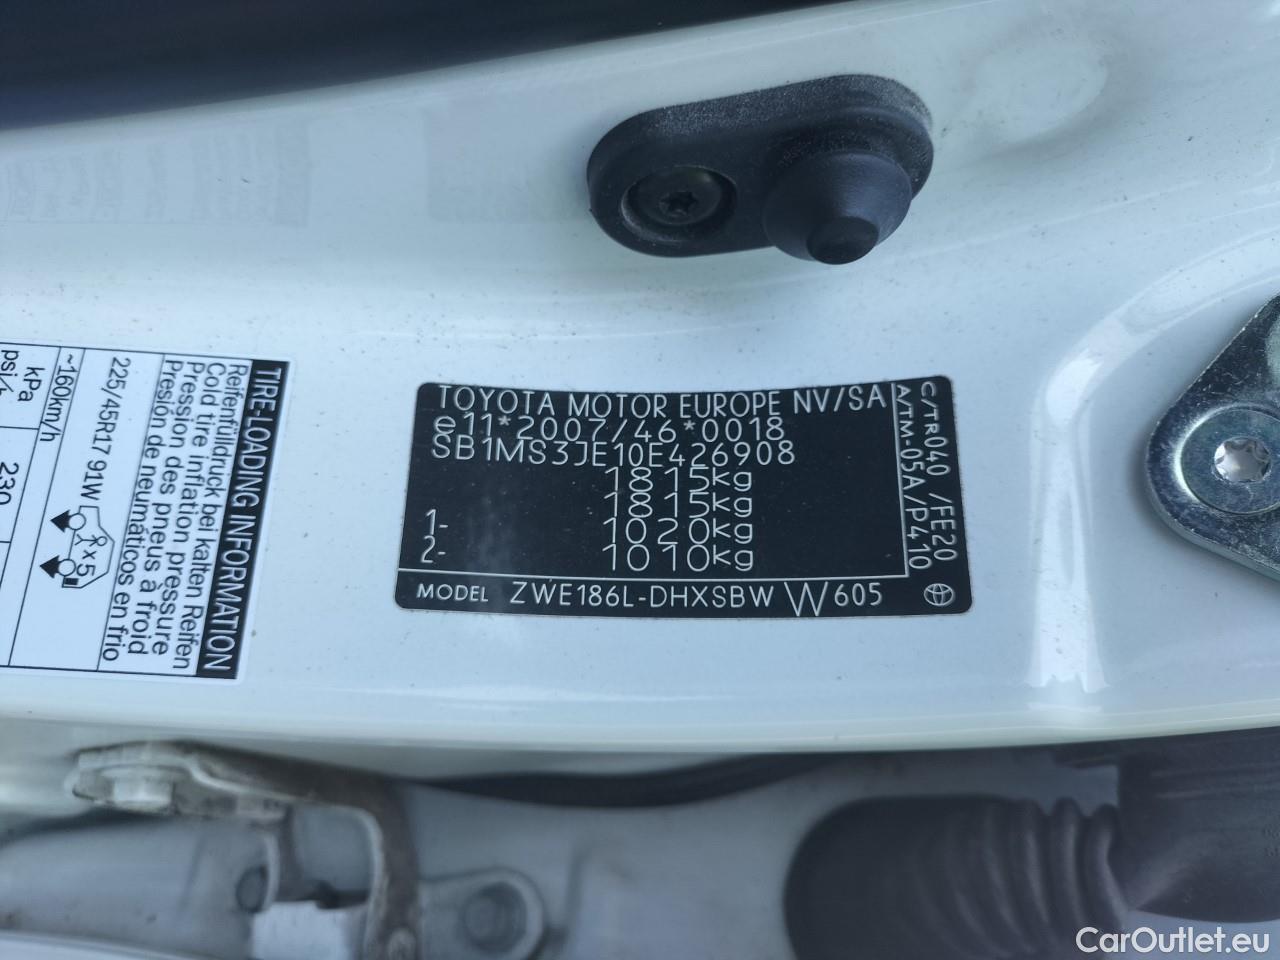 TIRE-LOADING INFORMATION
Reifenfülldruck bei kalten Reifen
Cold tire inflation pressure
Pression des pneus à froid
Presión de neumáticos en frio
225/45R17 91W
x5
~160km/h
kPa
230
TOYOTA MOTOR EUROPE NV/SA
e11*2007/46*0018
SB1MS3JE10E426908
1815kg
1815kg
1- 1020kg
2- 1010kg
C/TR040 /FE20
A/TM-05A/P410
MODEL ZWE186L-DHXSBW W605
CarOutlet.eu